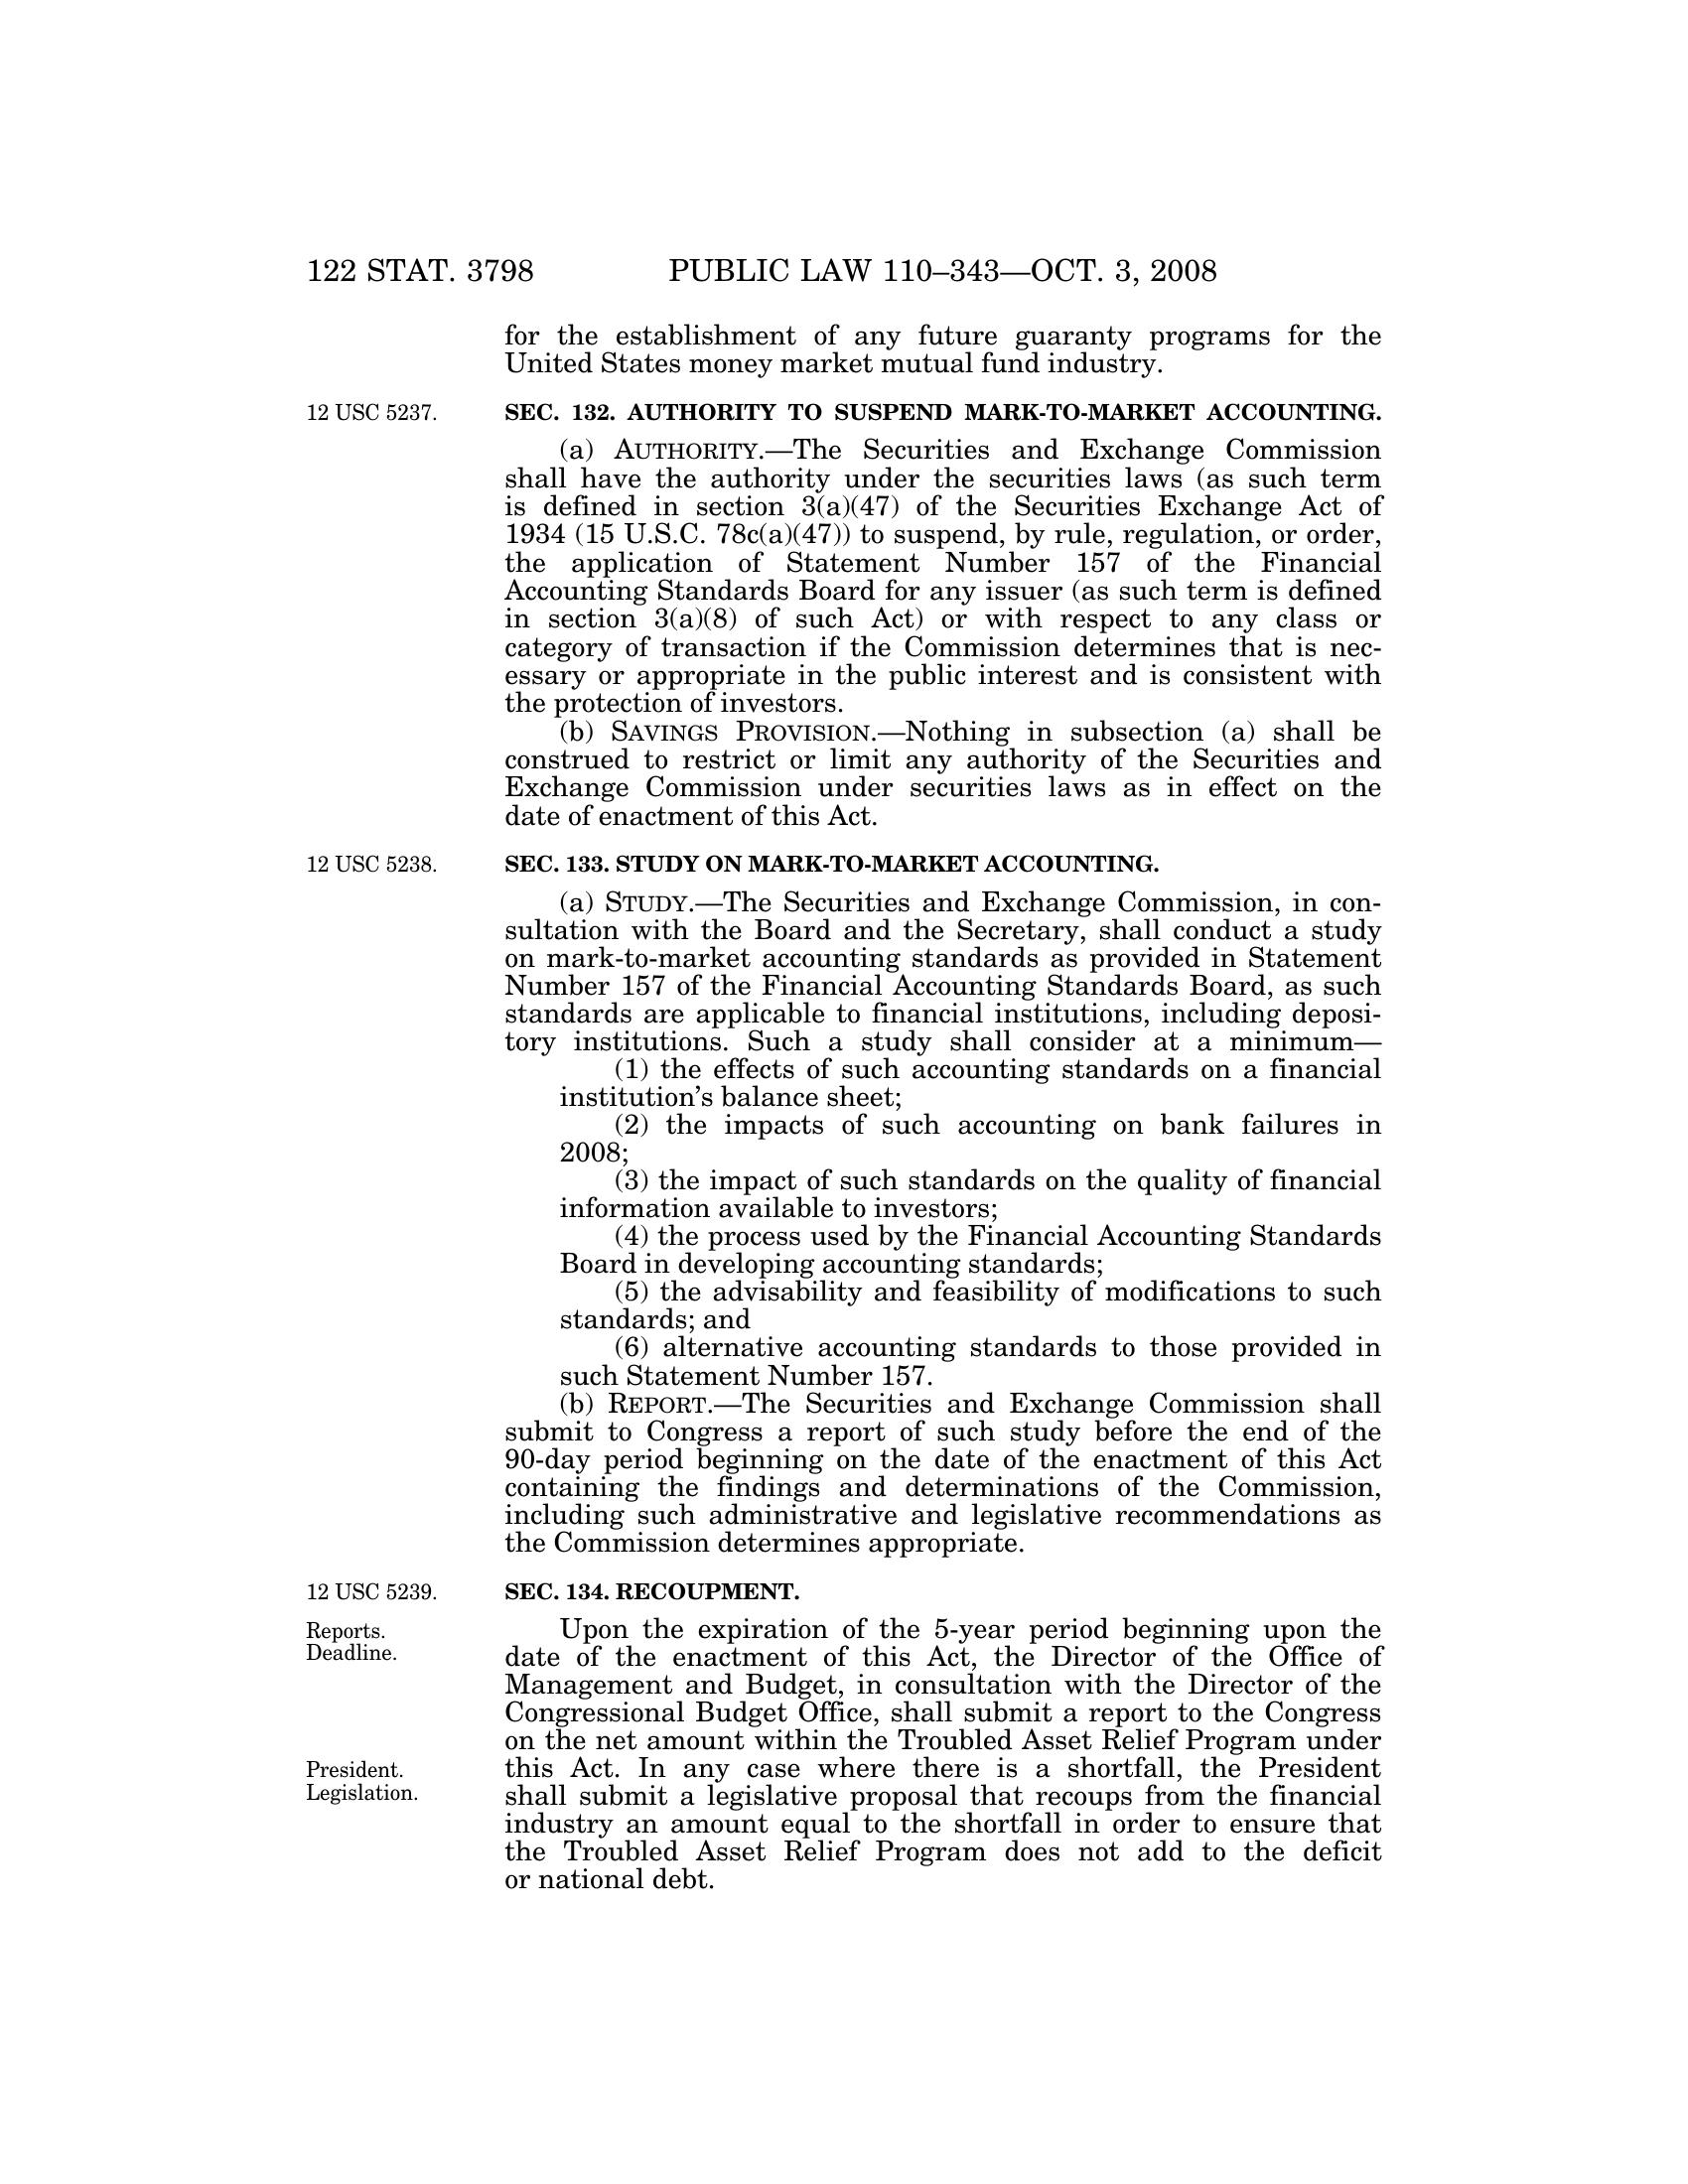 122 STAT. 3798 PUBLIC LAW 110–343—OCT. 3, 2008
for the establishment of any future guaranty programs for the
United States money market mutual fund industry.
12 USC 5237. SEC. 132. AUTHORITY TO SUSPEND MARK-TO-MARKET ACCOUNTING.
(a) AUTHORITY.—The Securities and Exchange Commission
shall have the authority under the securities laws (as such term
is defined in section 3(a)(47) of the Securities Exchange Act of
1934 (15 U.S.C. 78c(a)(47)) to suspend, by rule, regulation, or order,
the application of Statement Number 157 of the Financial
Accounting Standards Board for any issuer (as such term is defined
in section 3(a)(8) of such Act) or with respect to any class or
category of transaction if the Commission determines that is nec-
essary or appropriate in the public interest and is consistent with
the protection of investors.
(b) SAVINGS PROVISION.—Nothing in subsection (a) shall be
construed to restrict or limit any authority of the Securities and
Exchange Commission under securities laws as in effect on the
date of enactment of this Act.
12 USC 5238. SEC. 133. STUDY ON MARK-TO-MARKET ACCOUNTING.
(a) STUDY.—The Securities and Exchange Commission, in con-
sultation with the Board and the Secretary, shall conduct a study
on mark-to-market accounting standards as provided in Statement
Number 157 of the Financial Accounting Standards Board, as such
standards are applicable to financial institutions, including deposi-
tory institutions. Such a study shall consider at a minimum—
(1) the effects of such accounting standards on a financial
institution's balance sheet;
(2) the impacts of such accounting on bank failures in
2008;
(3) the impact of such standards on the quality of financial
information available to investors;
(4) the process used by the Financial Accounting Standards
Board in developing accounting standards;
(5) the advisability and feasibility of modifications to such
standards; and
(6) alternative accounting standards to those provided in
such Statement Number 157.
(b) REPORT.—The Securities and Exchange Commission shall
submit to Congress a report of such study before the end of the
90-day period beginning on the date of the enactment of this Act
containing the findings and determinations of the Commission,
including such administrative and legislative recommendations as
the Commission determines appropriate.
12 USC 5239. SEC. 134. RECOUPMENT.
Reports.
Deadline.
Upon the expiration of the 5-year period beginning upon the
date of the enactment of this Act, the Director of the Office of
Management and Budget, in consultation with the Director of the
Congressional Budget Office, shall submit a report to the Congress
on the net amount within the Troubled Asset Relief Program under
President.
Legislation.
this Act. In any case where there is a shortfall, the President
shall submit a legislative proposal that recoups from the financial
industry an amount equal to the shortfall in order to ensure that
the Troubled Asset Relief Program does not add to the deficit
or national debt.